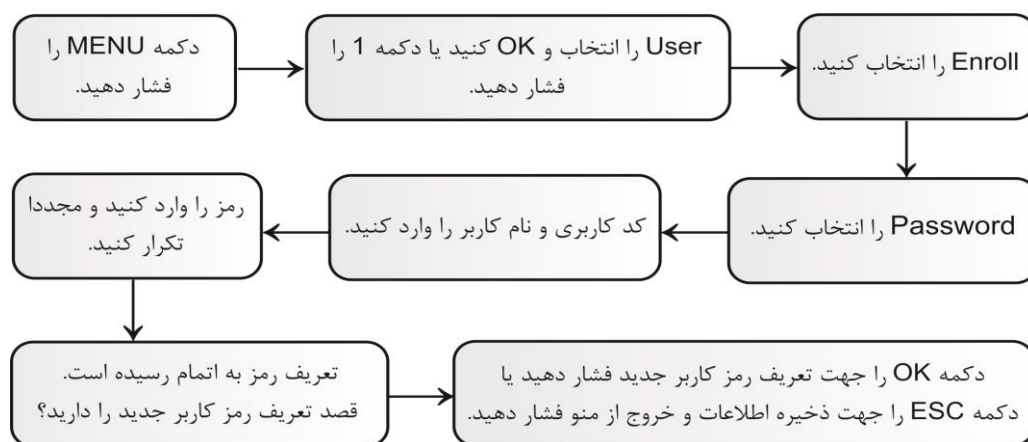 دکمه MENU را
فشار دهید.
User را انتخاب و OK کنید یا دکمه 1 را
فشار دهید.
Enroll را انتخاب کنید.
Password را انتخاب کنید.
کد کاربری و نام کاربر را وارد کنید.
رمز را وارد کنید و مجددا
تکرار کنید.
تعریف رمز به اتمام رسیده است.
قصد تعریف رمز کاربر جدید را دارید؟
دکمه OK را جهت تعریف رمز کاربر جدید فشار دهید یا
دکمه ESC را جهت ذخیره اطلاعات و خروج از منو فشار دهید.